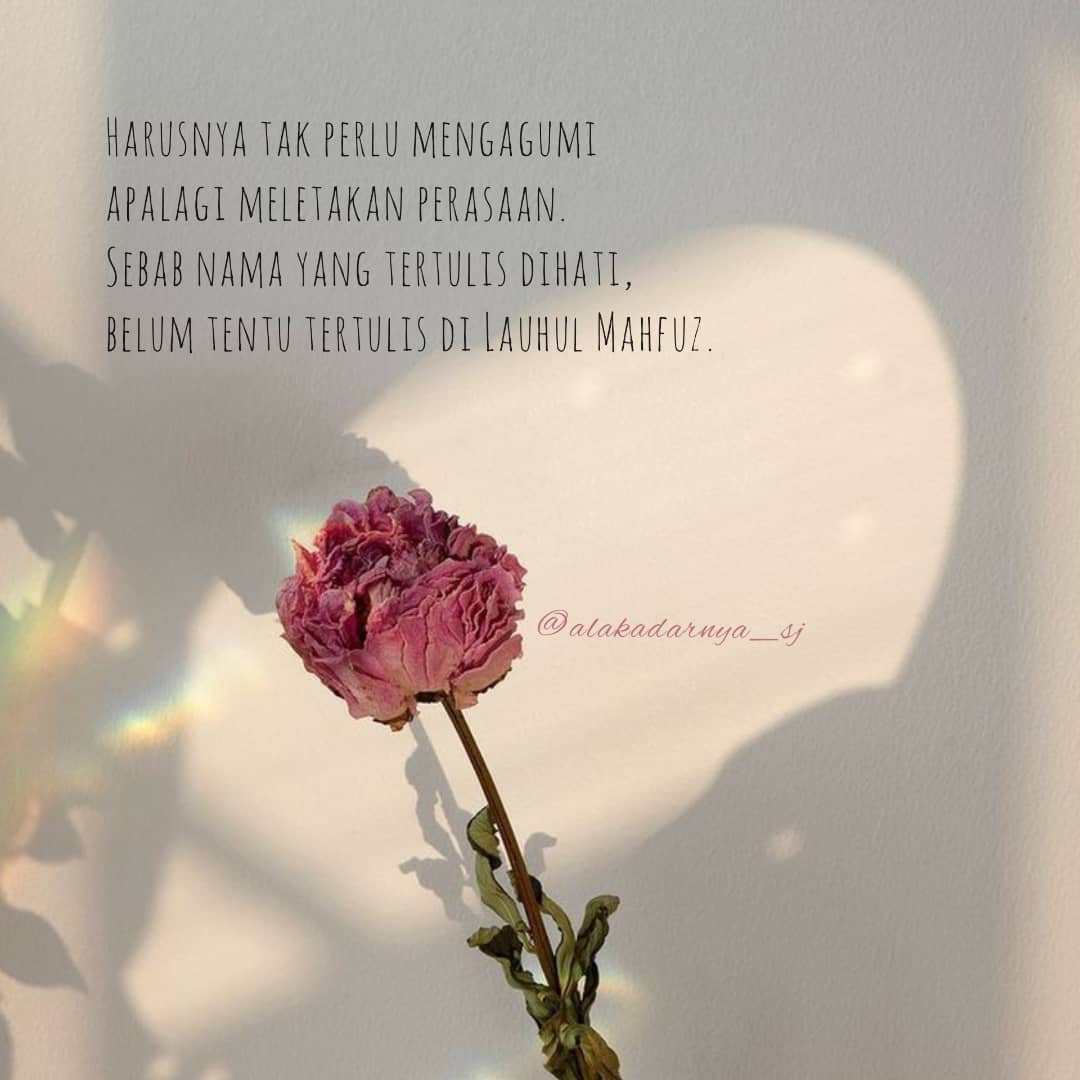 Harusnya tak perlu mengagumi
apalagi meletakan perasaan.
Sebab nama yang tertulis dihati,
belum tentu tertulis di Lauhul Mahfuz.
@alakadarnya_sj